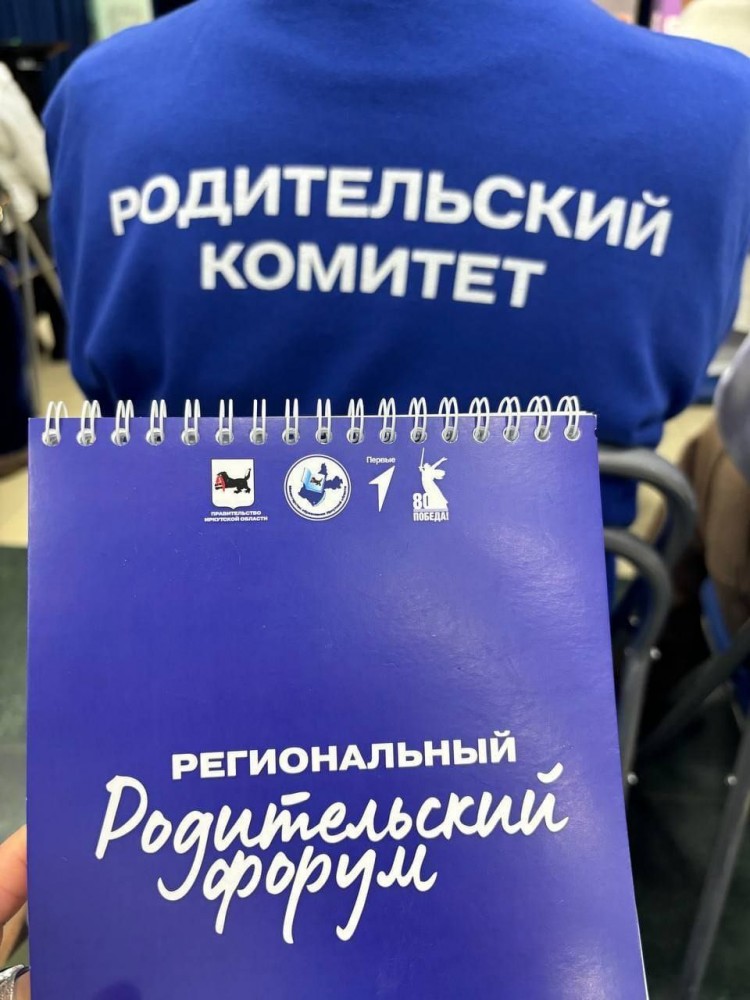 РОДИТЕЛЬСКИЙ
КОМИТЕТ
ПРАВИТЕЛЬСТВО
ИРКУТСКОЙ ОБЛАСТИ
Первые
80
ПОБЕДА!
РЕГИОНАЛЬНЫЙ
Родительский
форум